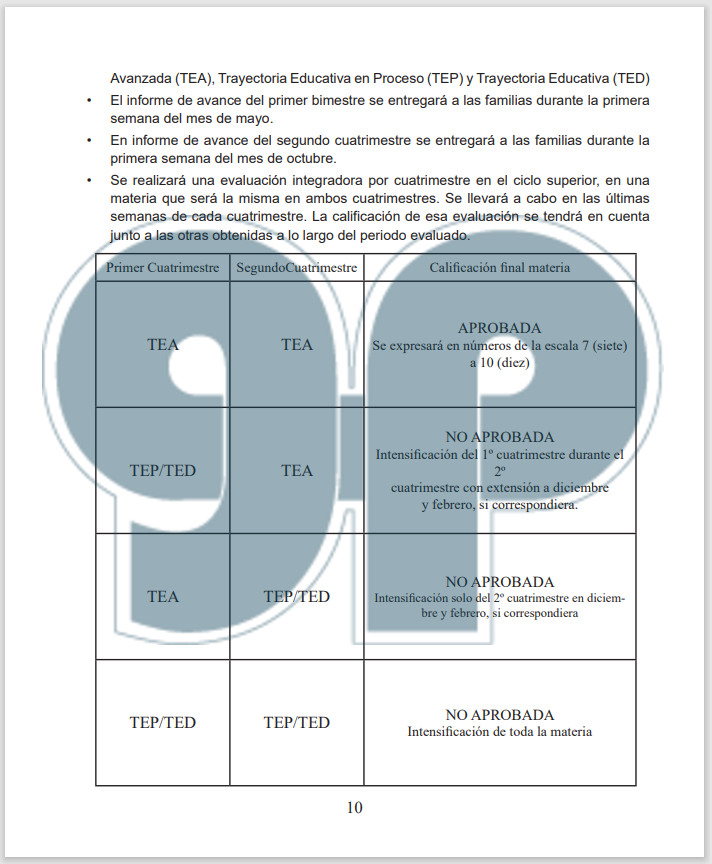 Avanzada (TEA), Trayectoria Educativa en Proceso (TEP) y Trayectoria Educativa (TED)
• El informe de avance del primer bimestre se entregará a las familias durante la primera
semana del mes de mayo.
• En informe de avance del segundo cuatrimestre se entregará a las familias durante la
primera semana del mes de octubre.
• Se realizará una evaluación integradora por cuatrimestre en el ciclo superior, en una
materia que será la misma en ambos cuatrimestres. Se llevará a cabo en las últimas
semanas de cada cuatrimestre. La calificación de esa evaluación se tendrá en cuenta
junto a las otras obtenidas a lo largo del periodo evaluado.
Primer Cuatrimestre SegundoCuatrimestre Calificación final materia
TEA
TEA
APROBADA
Se expresará en números de la escala 7 (siete)
a 10 (diez)
TEP/TED
TEA
NO APROBADA
Intensificación del 1º cuatrimestre durante el
2º
cuatrimestre con extensión a diciembre
y febrero, si correspondiera.
TEA
TEP/TED
NO APROBADA
Intensificación solo del 2º cuatrimestre en diciem-
bre y febrero, si correspondiera
TEP/TED
TEP/TED
NO APROBADA
Intensificación de toda la materia
10